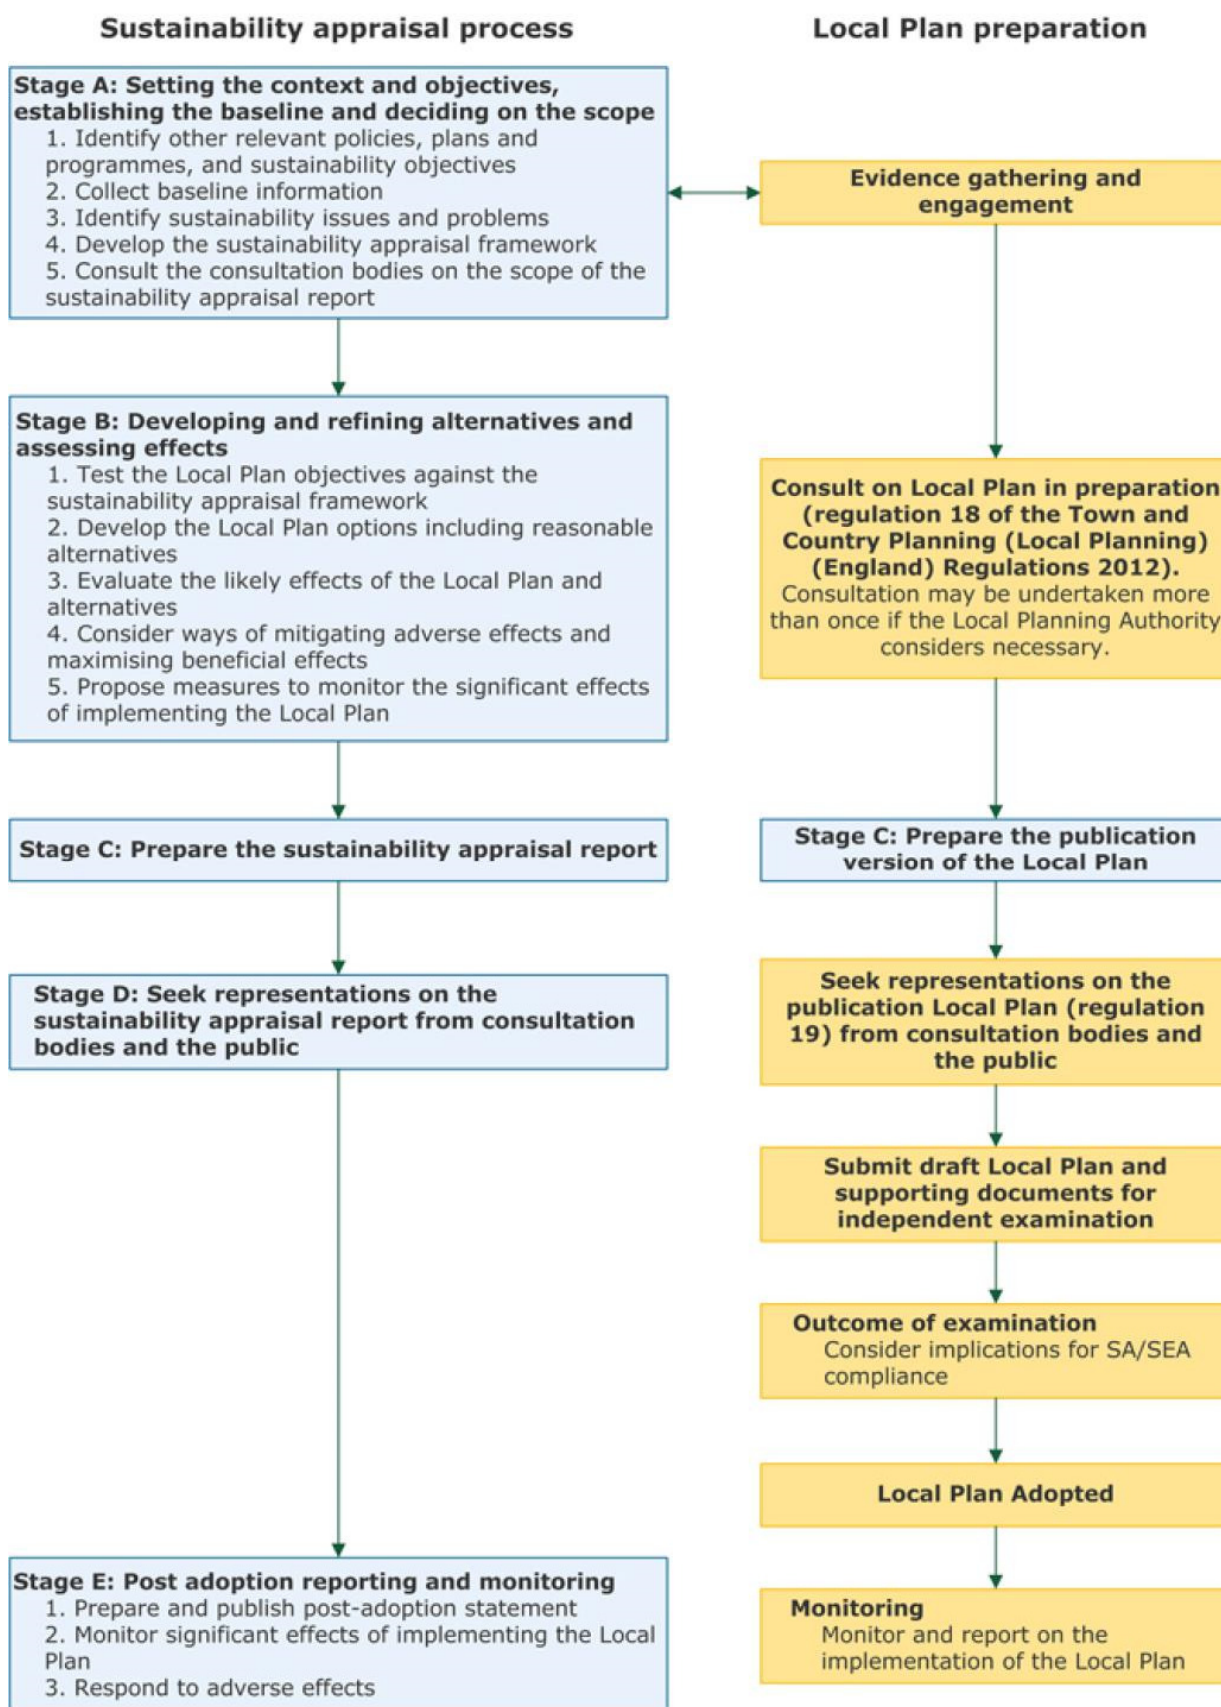 Sustainability appraisal process
Local Plan preparation
Stage A: Setting the context and objectives,
establishing the baseline and deciding on the scope
1. Identify other relevant policies, plans and
programmes, and sustainability objectives
2. Collect baseline information
3. Identify sustainability issues and problems
4. Develop the sustainability appraisal framework
5. Consult the consultation bodies on the scope of the
sustainability appraisal report
Evidence gathering and
engagement
Stage B: Developing and refining alternatives and
assessing effects
1. Test the Local Plan objectives against the
sustainability appraisal framework
2. Develop the Local Plan options including reasonable
alternatives
3. Evaluate the likely effects of the Local Plan and
alternatives
4. Consider ways of mitigating adverse effects and
maximising beneficial effects
5. Propose measures to monitor the significant effects
of implementing the Local Plan
Consult on Local Plan in preparation
(regulation 18 of the Town and
Country Planning (Local Planning)
(England) Regulations 2012).
Consultation may be undertaken more
than once if the Local Planning Authority
considers necessary.
Stage C: Prepare the sustainability appraisal report
Stage C: Prepare the publication
version of the Local Plan
Stage D: Seek representations on the
sustainability appraisal report from consultation
bodies and the public
Seek representations on the
publication Local Plan (regulation
19) from consultation bodies and
the public
Submit draft Local Plan and
supporting documents for
independent examination
Outcome of examination
Consider implications for SA/SEA
compliance
Local Plan Adopted
Stage E: Post adoption reporting and monitoring
1. Prepare and publish post-adoption statement
2. Monitor significant effects of implementing the Local
Plan
3. Respond to adverse effects
Monitoring
Monitor and report on the
implementation of the Local Plan